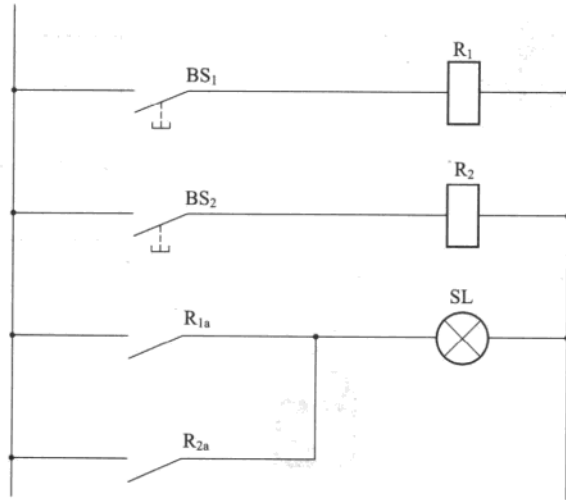 R₁
BS₁
R₂
BS₂
SL
R₁ₐ
R₂ₐ